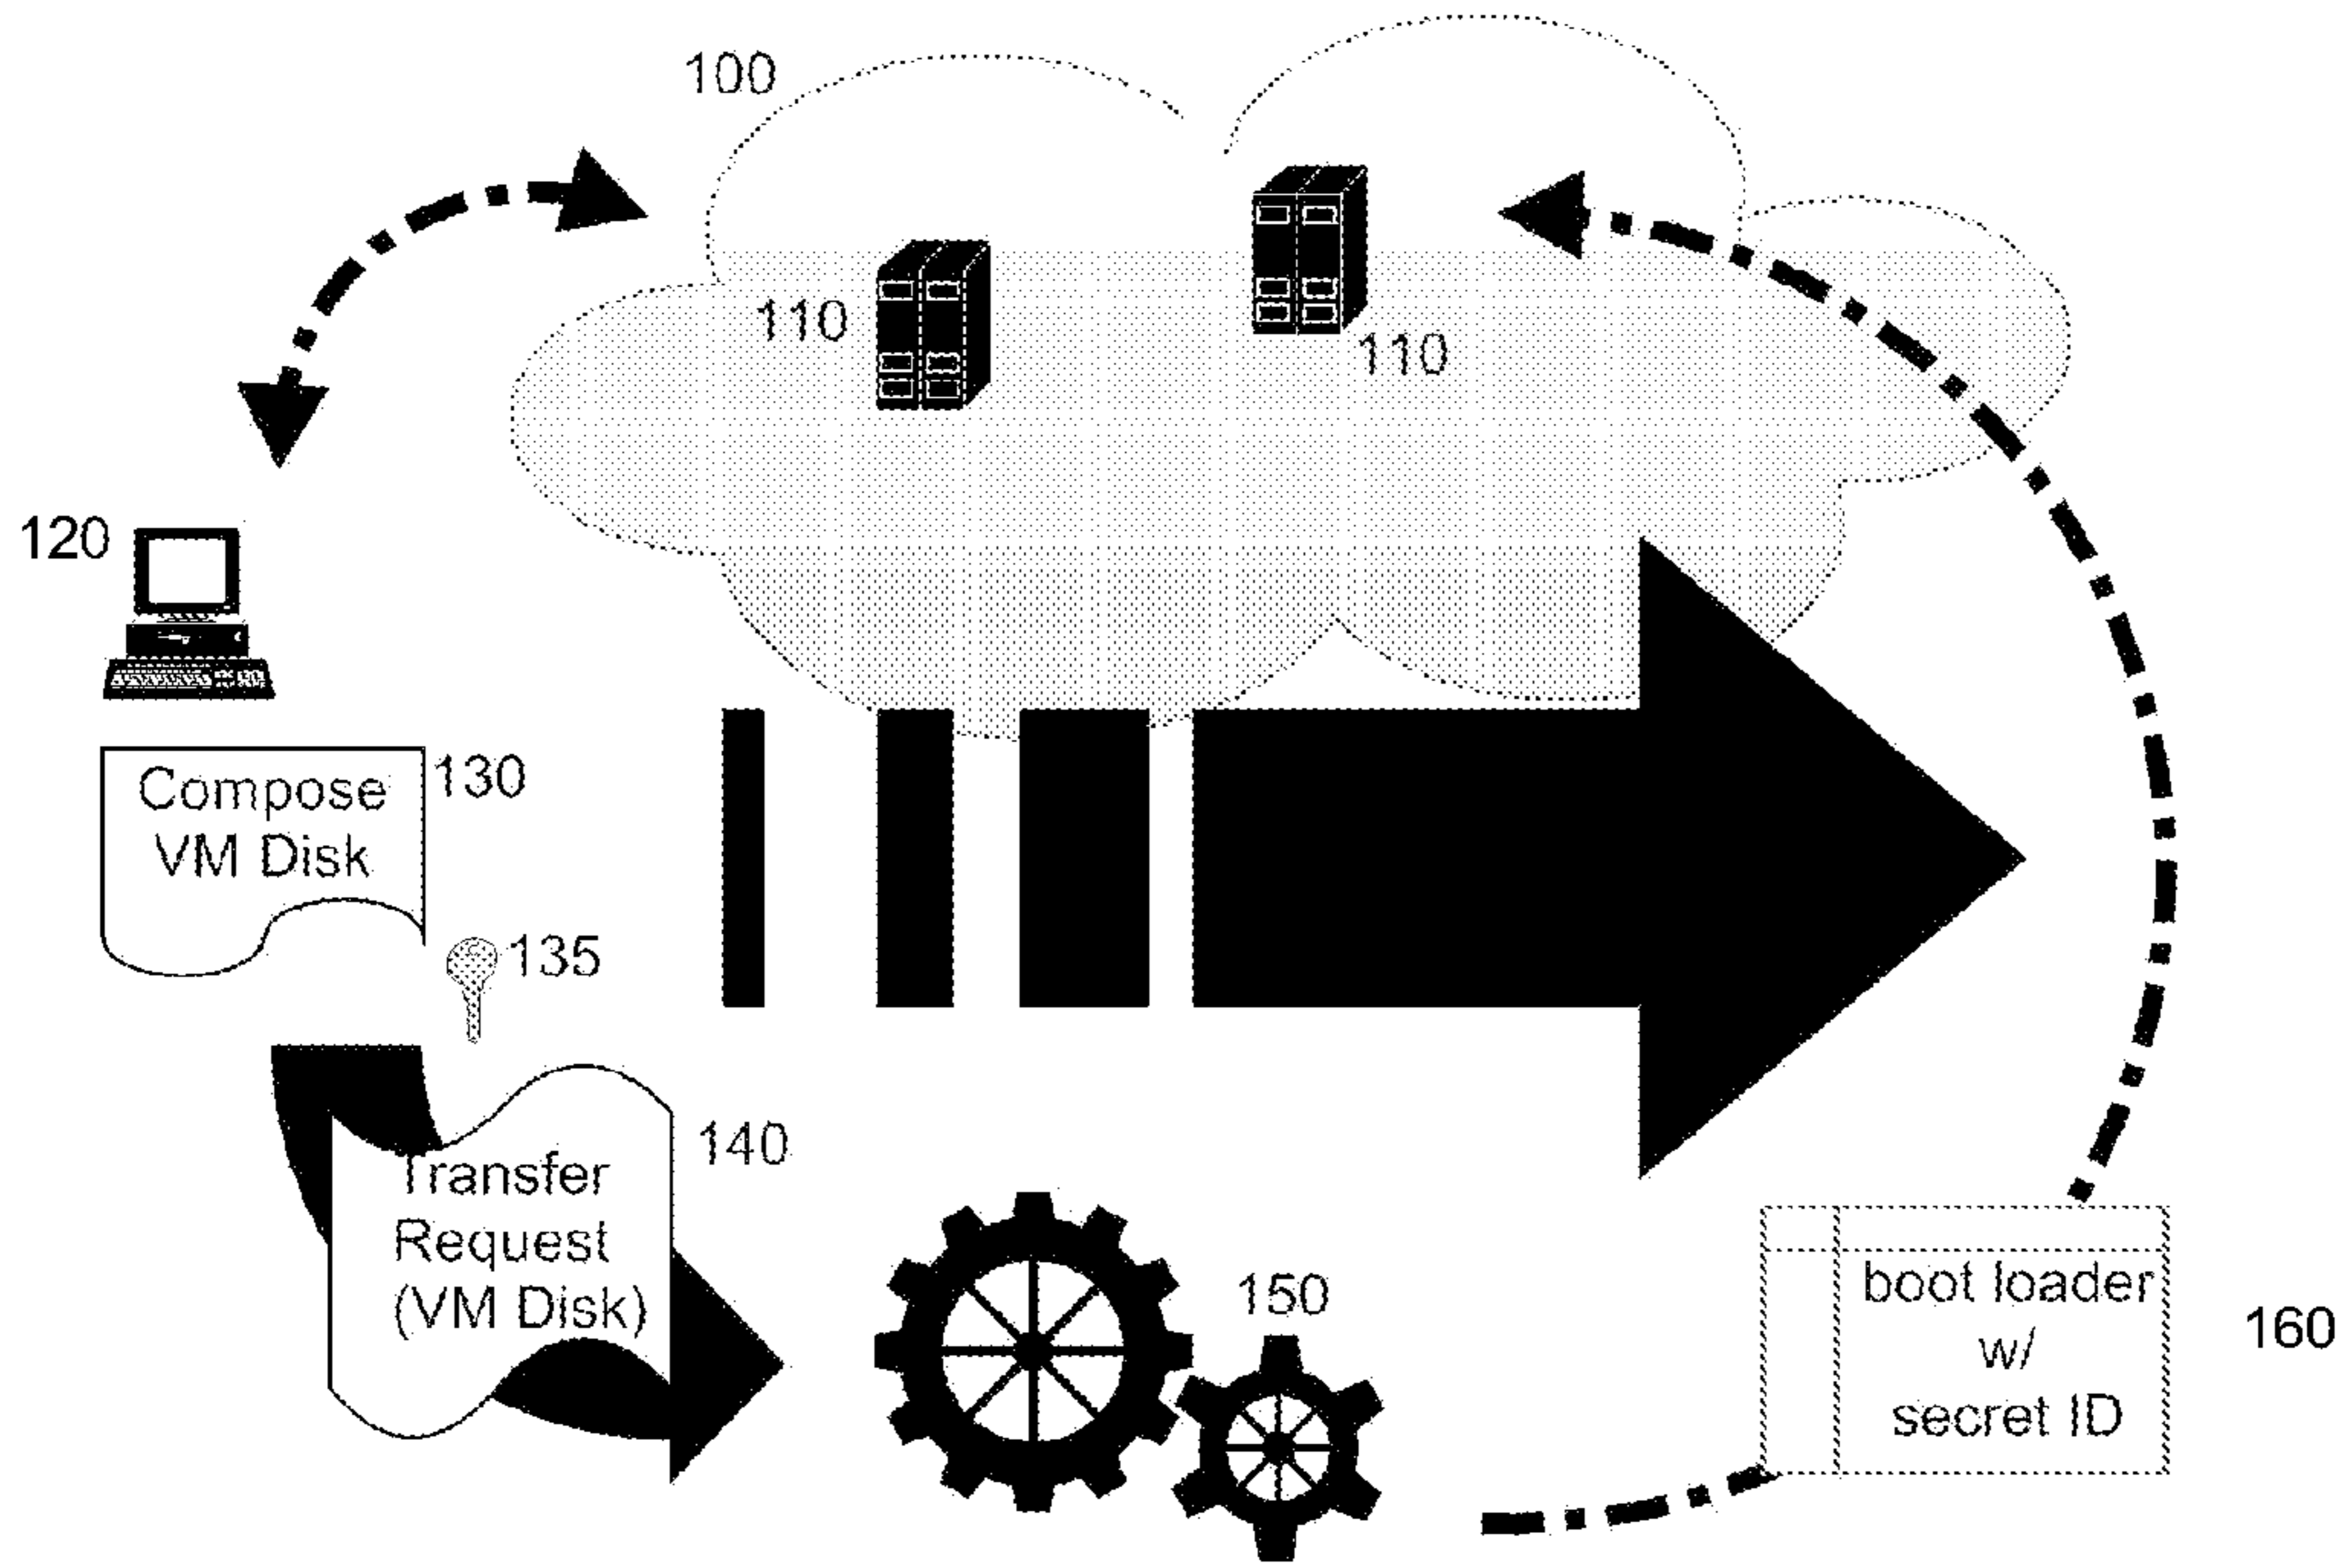 100
110
110
120
Compose
VM Disk
130
135
Transfer
Request
(VM Disk)
140
150
boot loader
w/
secret ID
160